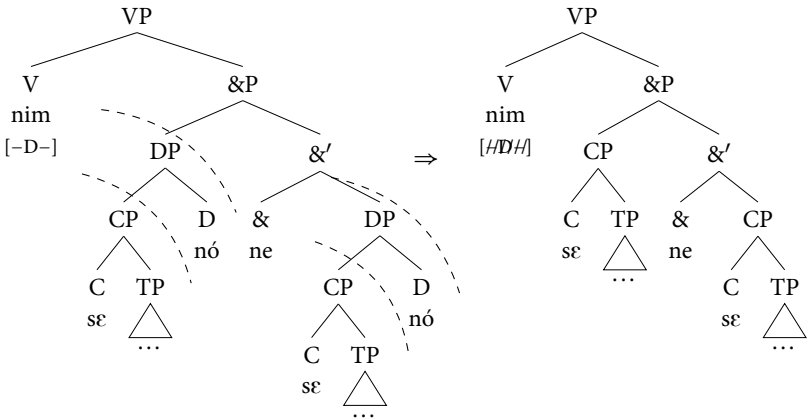 VP VP
V &P V &P
nim nim
[–D–] DP &′ ⇒ [–D–] CP &′
CP D & DP C TP & CP
nó ne sɛ … ne
C TP CP D C TP
sɛ … nó sɛ …
C TP
sɛ …